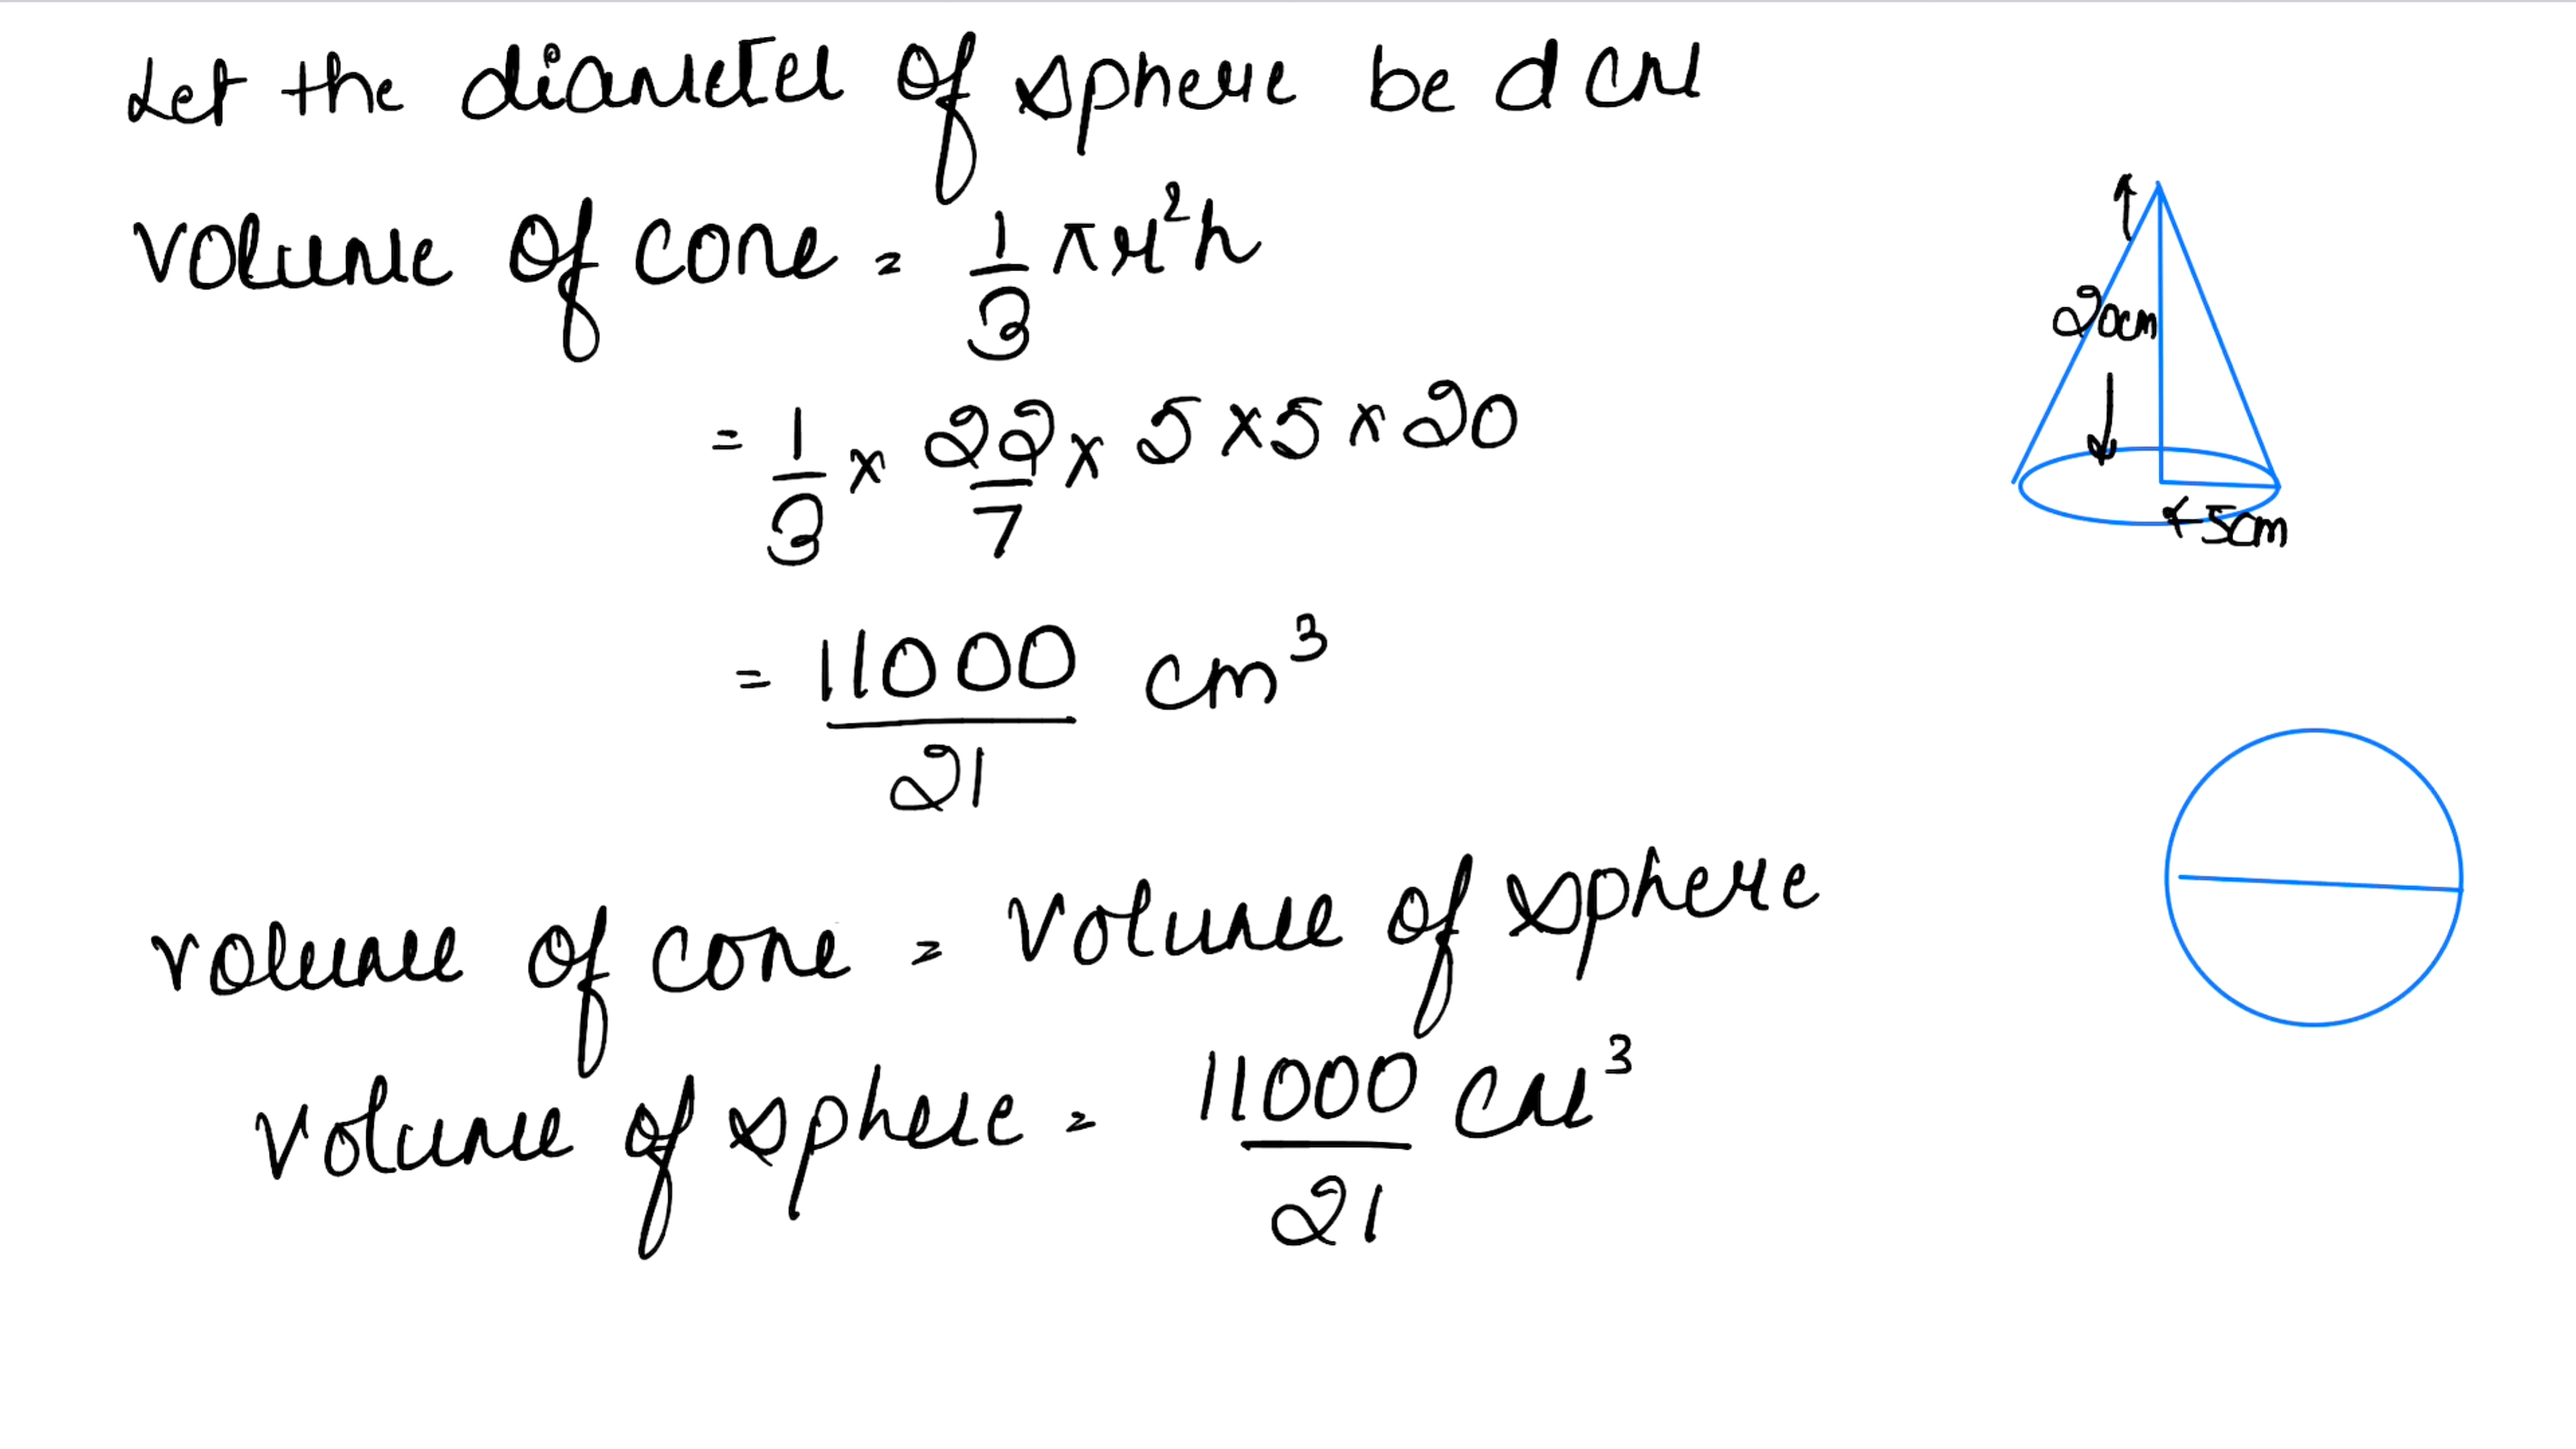 Let the diameter of sphere be d cm
volume of cone = 1/3 πr²h
= 1/3 × 22/7 × 5 × 5 × 20
= 11000/21 cm³
volume of cone = volume of sphere
volume of sphere = 11000/21 cm³
20cm
5cm